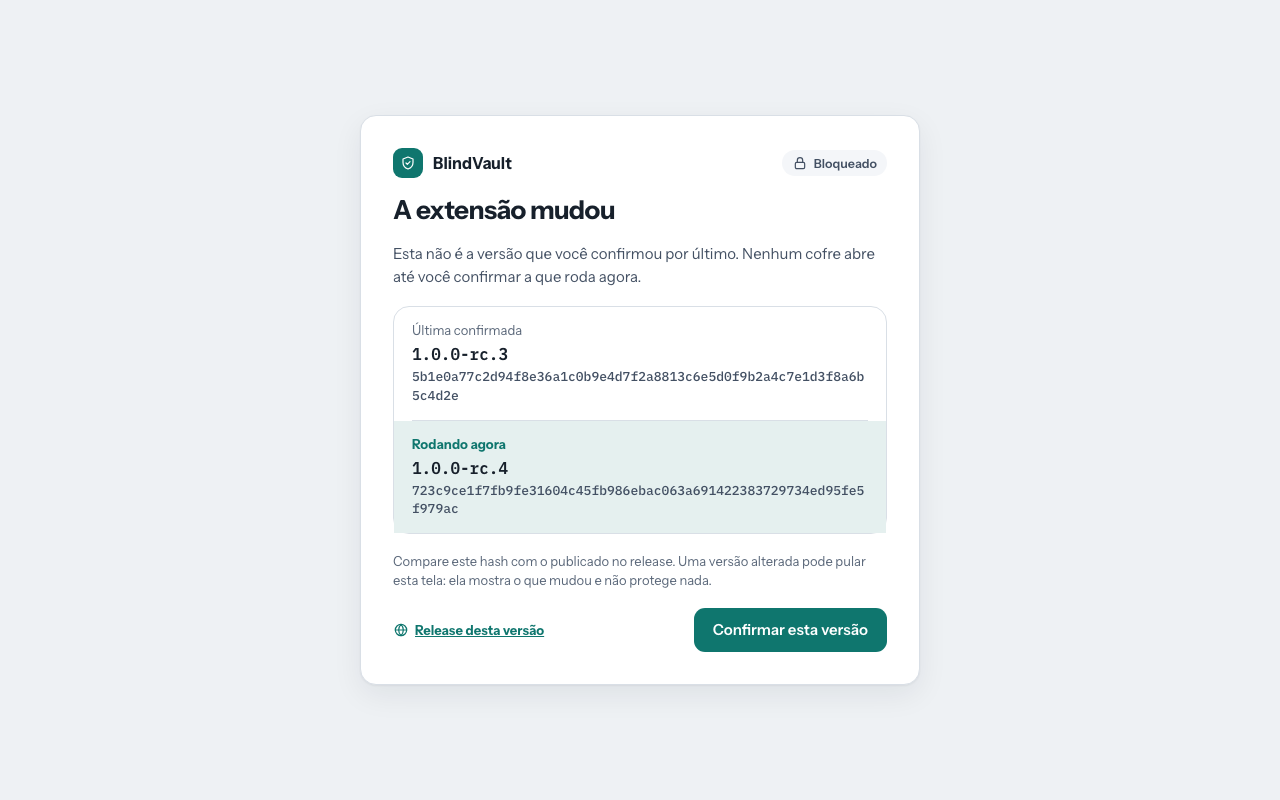 BlindVault
Bloqueado
A extensão mudou
Esta não é a versão que você confirmou por último. Nenhum cofre abre
até você confirmar a que roda agora.
Última confirmada
1.0.0-rc.3
5b1e0a77c2d94f8e36a1c0b9e4d7f2a8813c6e5d0f9b2a4c7e1d3f8a6b
5c4d2e
Rodando agora
1.0.0-rc.4
723c9ce1f7fb9fe31604c45fb986ebac063a691422383729734ed95fe5
f979ac
Compare este hash com o publicado no release. Uma versão alterada pode pular
esta tela: ela mostra o que mudou e não protege nada.
Release desta versão
Confirmar esta versão